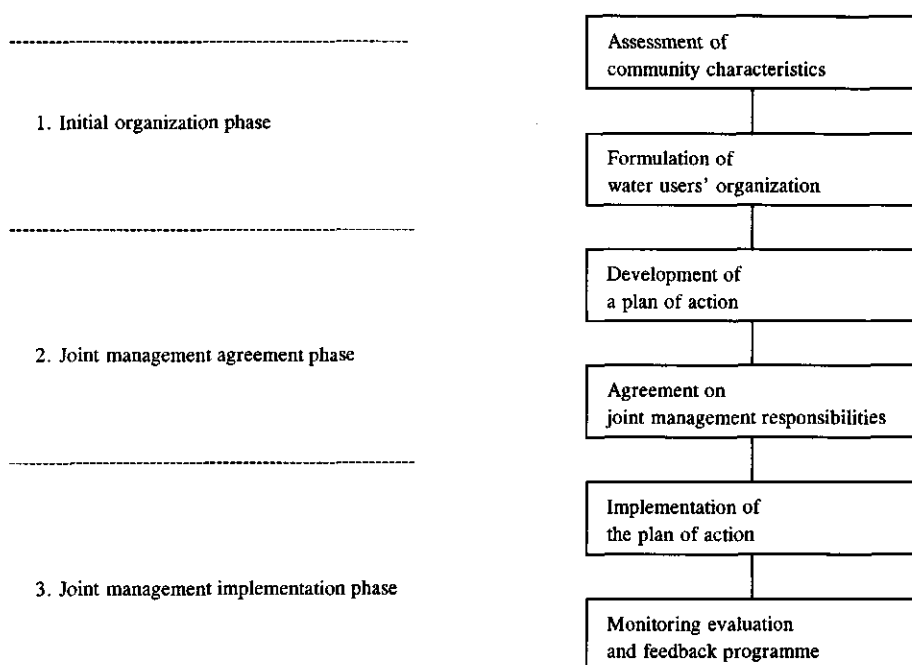 Assessment of
community characteristics
1. Initial organization phase
Formulation of
water users' organization
Development of
a plan of action
2. Joint management agreement phase
Agreement on
joint management responsibilities
Implementation of
the plan of action
3. Joint management implementation phase
Monitoring evaluation
and feedback programme